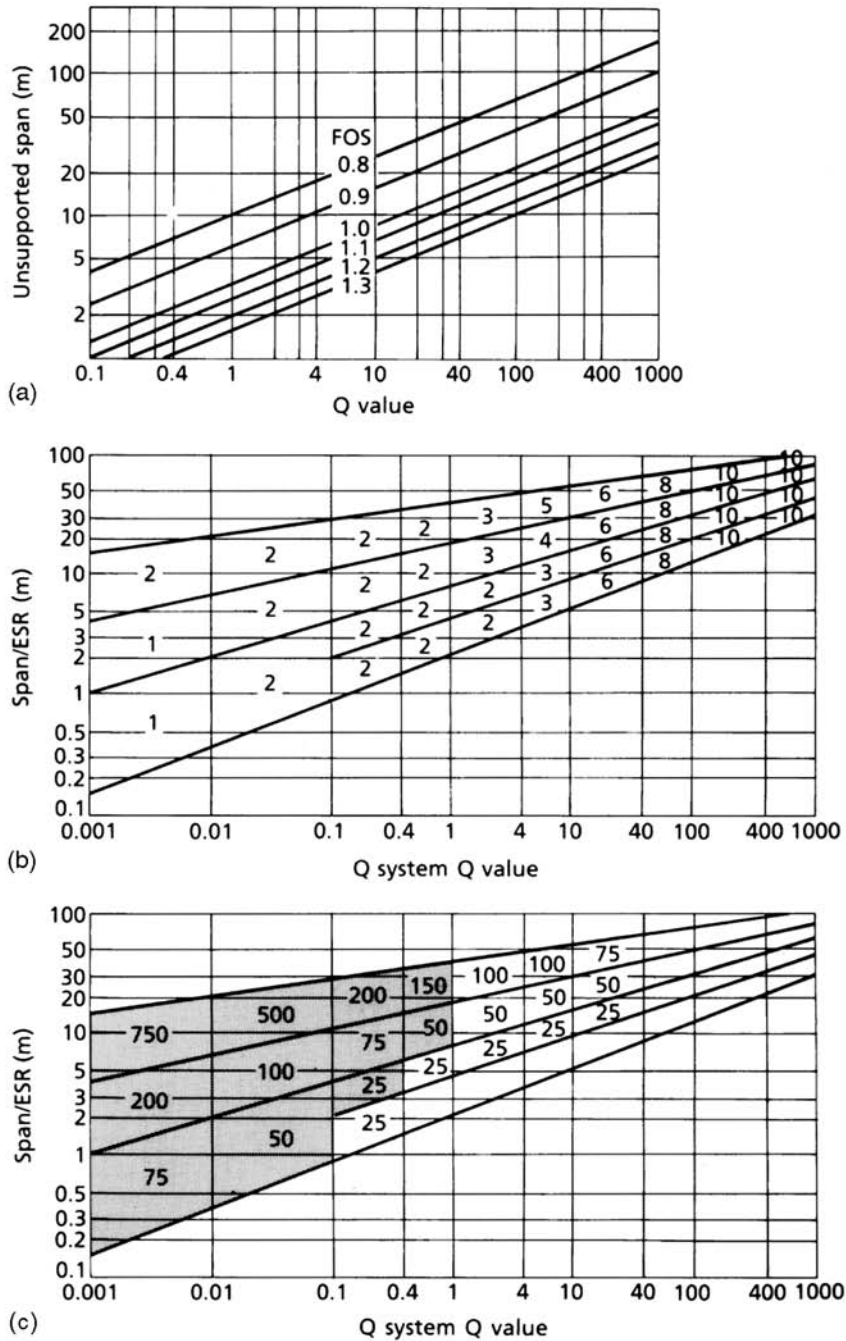 Unsupported span (m)
200
100
50
20
10
5
2
FOS
0.8
0.9
1.0
1.1
1.2
1.3
0.1 0.4 1 4 10 40 100 400 1000
Q value
(a)
Span/ESR (m)
100
50
30
20
10
5
3
2
1
0.5
0.3
0.2
0.1
2 2 2 2 3 5 6 8 10 10
1 2 2 2 3 4 6 8 10 10
1 2 2 2 2 3 6 8 10 10
2 2 2 3 6 8 10 10
0.001 0.01 0.1 0.4 1 4 10 40 100 400 1000
Q system Q value
(b)
Span/ESR (m)
100
50
30
20
10
5
3
2
1
0.5
0.3
0.2
0.1
750 500 200 150 100 100 75
200 100 75 50 50 50 50
75 50 25 25 25 25 25
25
0.001 0.01 0.1 0.4 1 4 10 40 100 400 1000
Q system Q value
(c)